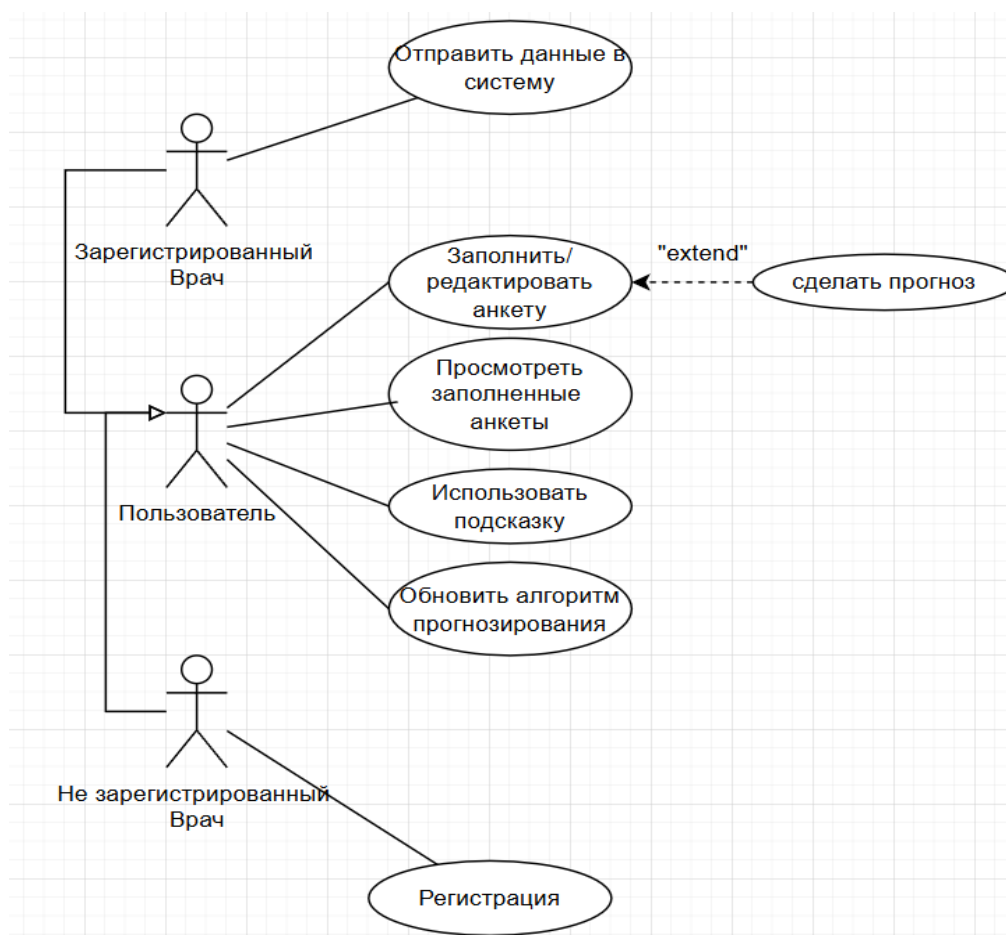 Отправить данные в
систему
Зарегистрированный
Врач
Заполнить/
редактировать
анкету
"extend"
сделать прогноз
Просмотреть
заполненные
анкеты
Пользователь
Использовать
подсказку
Обновить алгоритм
прогнозирования
Не зарегистрированный
Врач
Регистрация